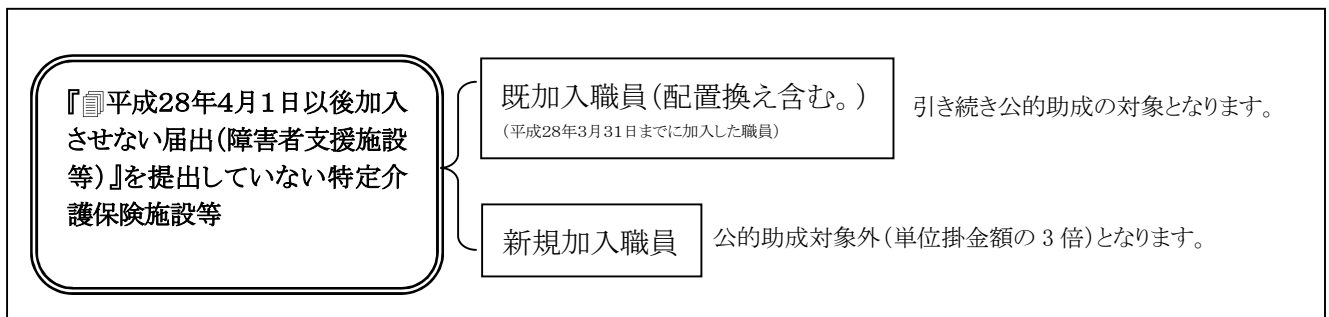 『🗐平成28年4月1日以後加入
させない届出(障害者支援施設
等)』を提出していない特定介
護保険施設等
既加入職員(配置換え含む。)
(平成28年3月31日までに加入した職員)
引き続き公的助成の対象となります。
新規加入職員
公的助成対象外(単位掛金額の3倍)となります。